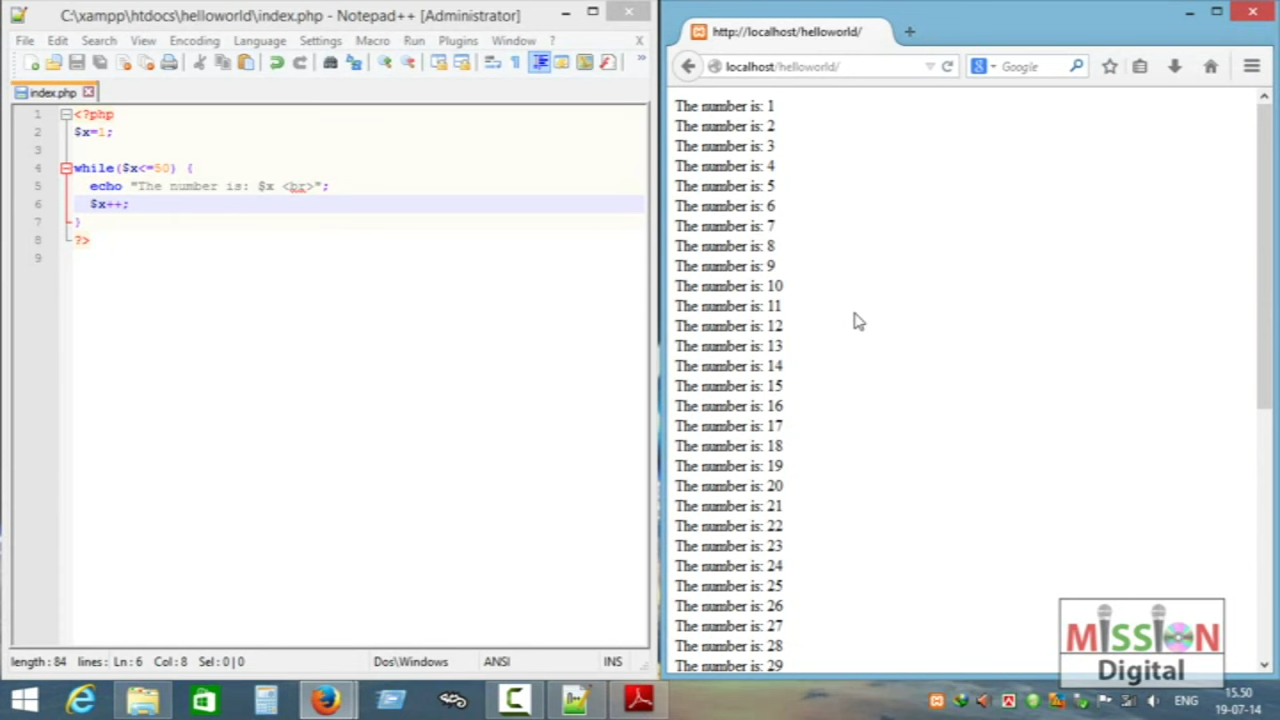 C:\xampp\htdocs\helloworld\index.php - Notepad++ [Administrator]
File Edit Search View Encoding Language Settings Macro Run Plugins Window ? X
index.php
1 <?php
2 $x=1;
3
4 while($x<=50) {
5 echo "The number is: $x <br>";
6 $x++;
7 }
8 ?>
9
length : 84 lines : Ln : 6 Col : 8 Sel : 0 | 0 Dos\Windows ANSI INS
http://localhost/helloworld/
localhost/helloworld/
Google
The number is: 1
The number is: 2
The number is: 3
The number is: 4
The number is: 5
The number is: 6
The number is: 7
The number is: 8
The number is: 9
The number is: 10
The number is: 11
The number is: 12
The number is: 13
The number is: 14
The number is: 15
The number is: 16
The number is: 17
The number is: 18
The number is: 19
The number is: 20
The number is: 21
The number is: 22
The number is: 23
The number is: 24
The number is: 25
The number is: 26
The number is: 27
The number is: 28
The number is: 29
MISSION
Digital
ENG
15.50
19-07-14